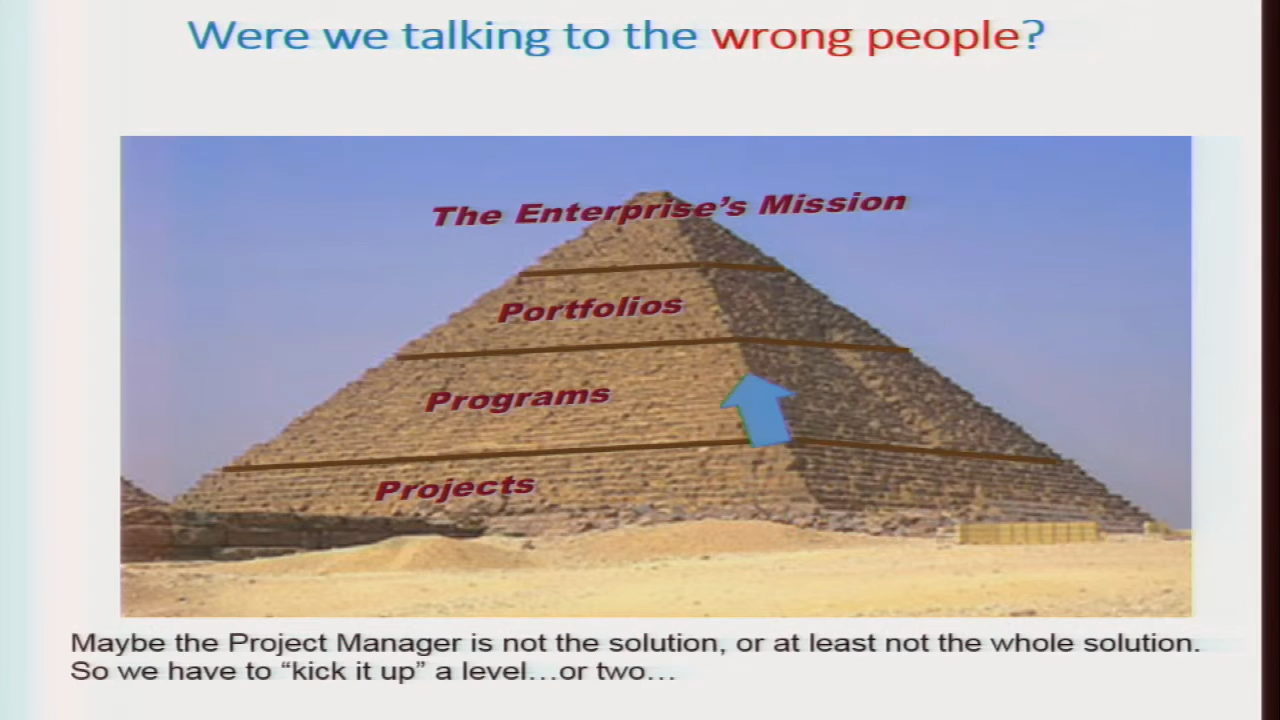 Were we talking to the wrong people?
The Enterprise's Mission
Portfolios
Programs
Projects
Maybe the Project Manager is not the solution, or at least not the whole solution.
So we have to “kick it up” a level…or two…